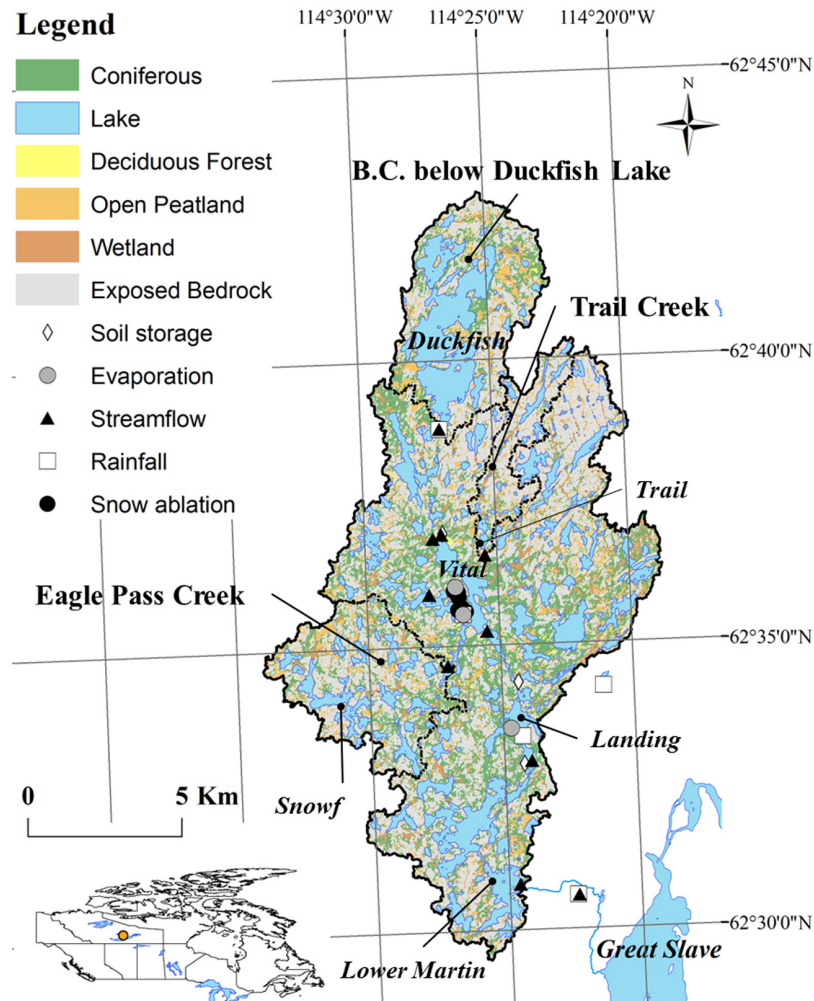 Legend
Coniferous
Lake
Deciduous Forest
Open Peatland
Wetland
Exposed Bedrock
Soil storage
Evaporation
Streamflow
Rainfall
Snow ablation
114°30'0"W 114°25'0"W 114°20'0"W
62°45'0"N
N
B.C. below Duckfish Lake
Trail Creek
Duckfish
62°40'0"N
Trail
Vital
Eagle Pass Creek
62°35'0"N
Landing
0 5 Km
Snowf
62°30'0"N
Great Slave
Lower Martin